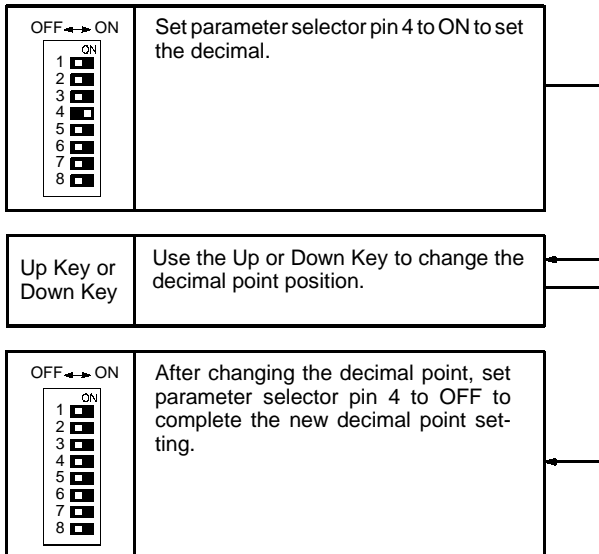 OFF ON
Set parameter selector pin 4 to ON to set
the decimal.
ON
1
2
3
4
5
6
7
8
Up Key or
Down Key
Use the Up or Down Key to change the
decimal point position.
OFF ON
After changing the decimal point, set
parameter selector pin 4 to OFF to
complete the new decimal point set-
ting.
ON
1
2
3
4
5
6
7
8